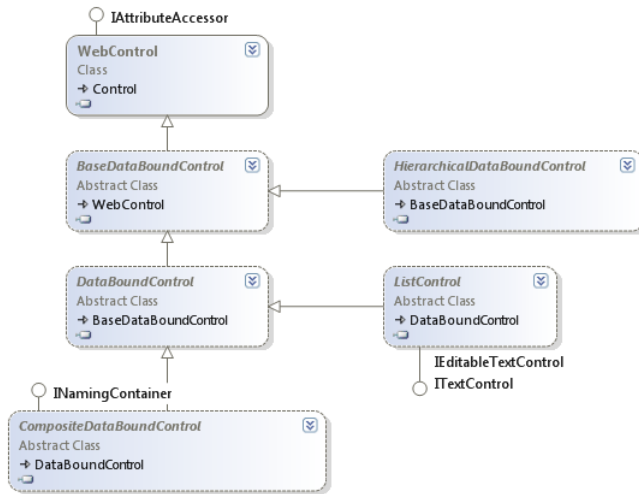 IAttributeAccessor
WebControl
Class
Control
BaseDataBoundControl
Abstract Class
WebControl
HierarchicalDataBoundControl
Abstract Class
BaseDataBoundControl
DataBoundControl
Abstract Class
BaseDataBoundControl
ListControl
Abstract Class
DataBoundControl
IEditableTextControl
ITextControl
INamingContainer
CompositeDataBoundControl
Abstract Class
DataBoundControl